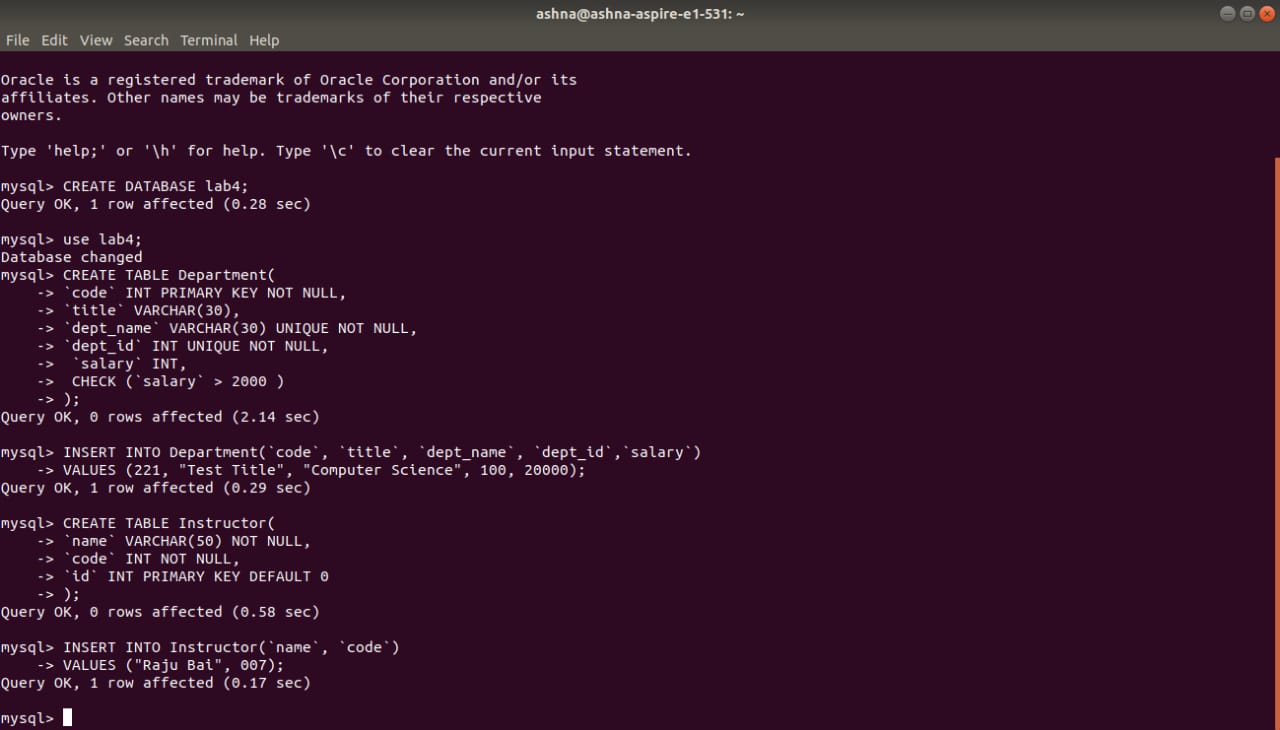 ashna@ashna-aspire-e1-531: ~
File Edit View Search Terminal Help
Oracle is a registered trademark of Oracle Corporation and/or its
affiliates. Other names may be trademarks of their respective
owners.
Type 'help;' or '\h' for help. Type '\c' to clear the current input statement.
mysql> CREATE DATABASE lab4;
Query OK, 1 row affected (0.28 sec)
mysql> use lab4;
Database changed
mysql> CREATE TABLE Department(
    -> `code` INT PRIMARY KEY NOT NULL,
    -> `title` VARCHAR(30),
    -> `dept_name` VARCHAR(30) UNIQUE NOT NULL,
    -> `dept_id` INT UNIQUE NOT NULL,
    ->  `salary` INT,
    ->  CHECK (`salary` > 2000 )
    -> );
Query OK, 0 rows affected (2.14 sec)
mysql> INSERT INTO Department(`code`, `title`, `dept_name`, `dept_id`,`salary`)
    -> VALUES (221, "Test Title", "Computer Science", 100, 20000);
Query OK, 1 row affected (0.29 sec)
mysql> CREATE TABLE Instructor(
    -> `name` VARCHAR(50) NOT NULL,
    -> `code` INT NOT NULL,
    -> `id` INT PRIMARY KEY DEFAULT 0
    -> );
Query OK, 0 rows affected (0.58 sec)
mysql> INSERT INTO Instructor(`name`, `code`)
    -> VALUES ("Raju Bai", 007);
Query OK, 1 row affected (0.17 sec)
mysql>